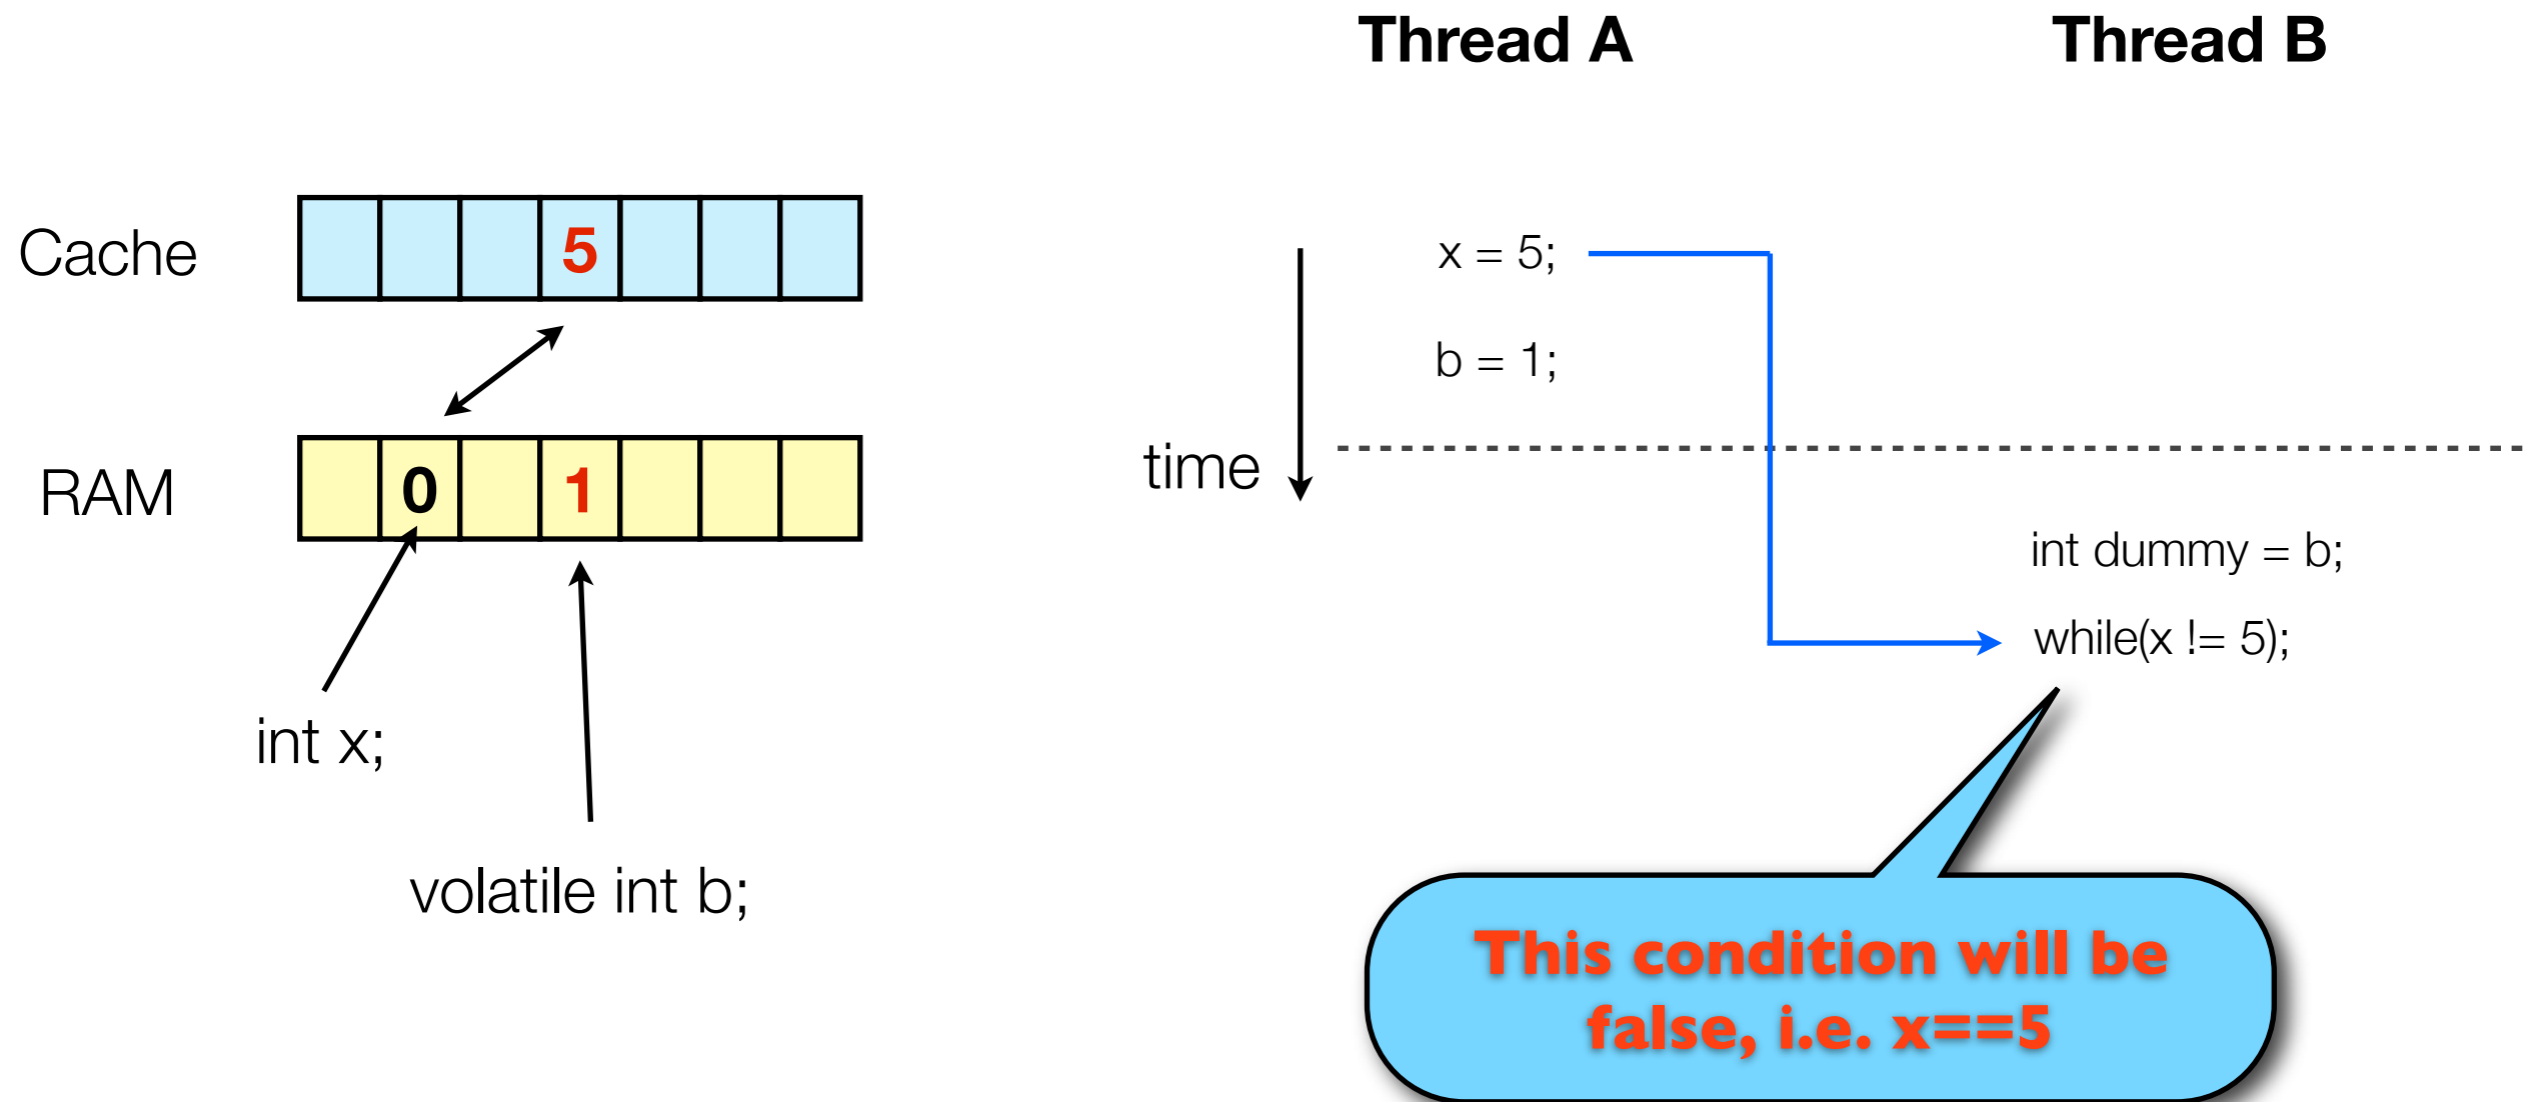 Thread A
Thread B
Cache
5
x = 5;
b = 1;
time
RAM
0
1
int dummy = b;
while(x != 5);
int x;
volatile int b;
This condition will be
false, i.e. x==5